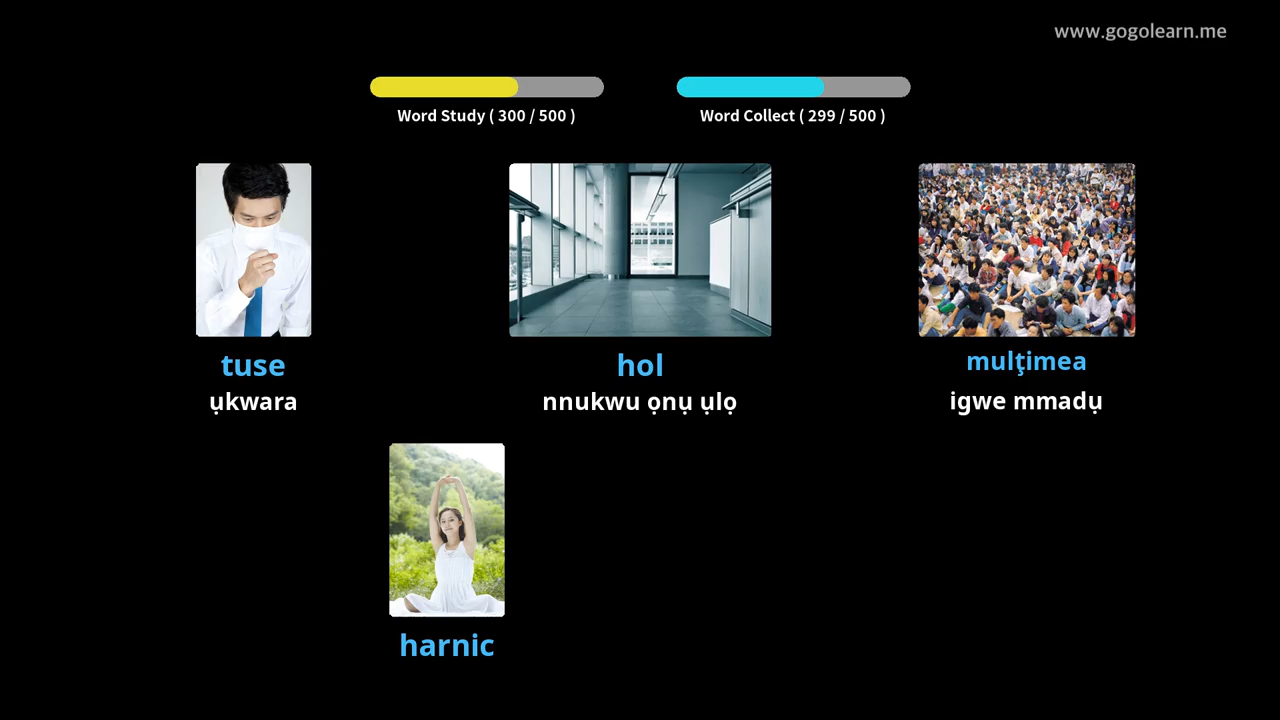 www.gogolearn.me
Word Study ( 300 / 500 )
Word Collect ( 299 / 500 )
tuse
ụkwara
hol
nnukwu ọnụ ụlọ
mulţimea
igwe mmadụ
harnic